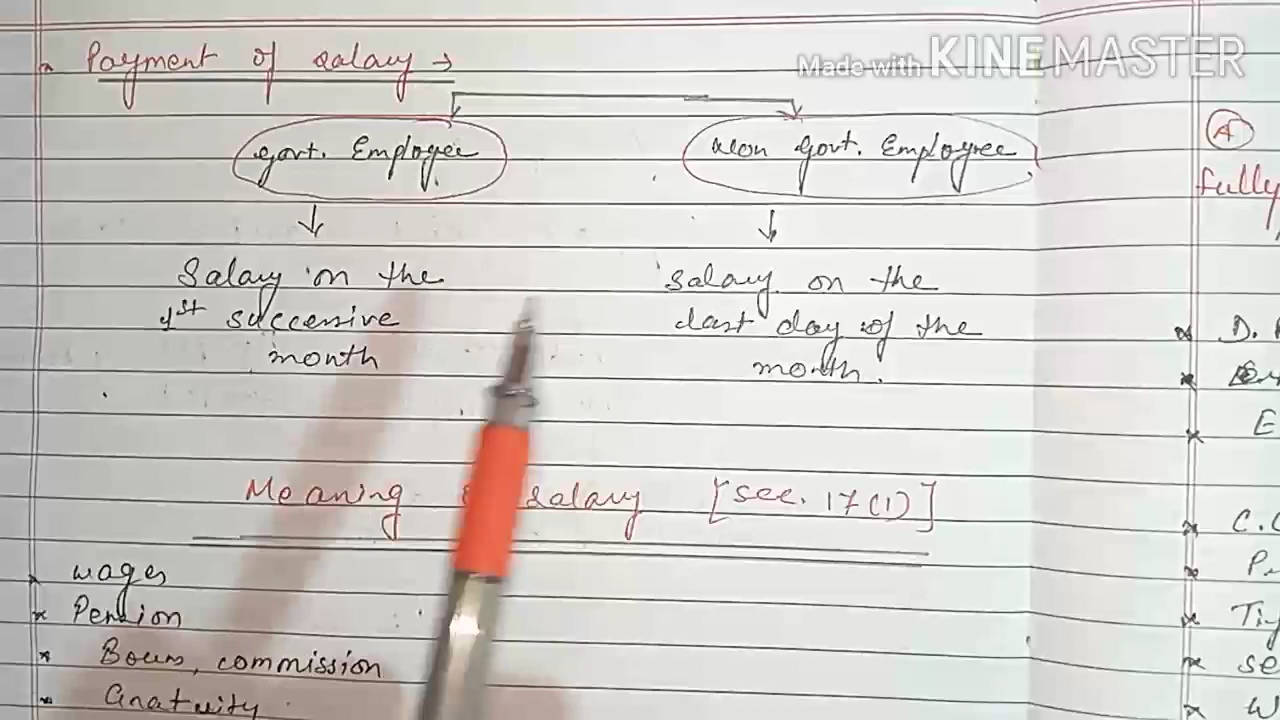 Payment of salary →
Made with KINEMASTER
Govt. Employee
Non Govt. Employee
A
fully
Salary on the
1st successive
month
Salary on the
last day of the
month.
D.
E
Meaning salary [sec. 17(1)]
C.C
wages
Pension
Bouns, commission
Gratuity